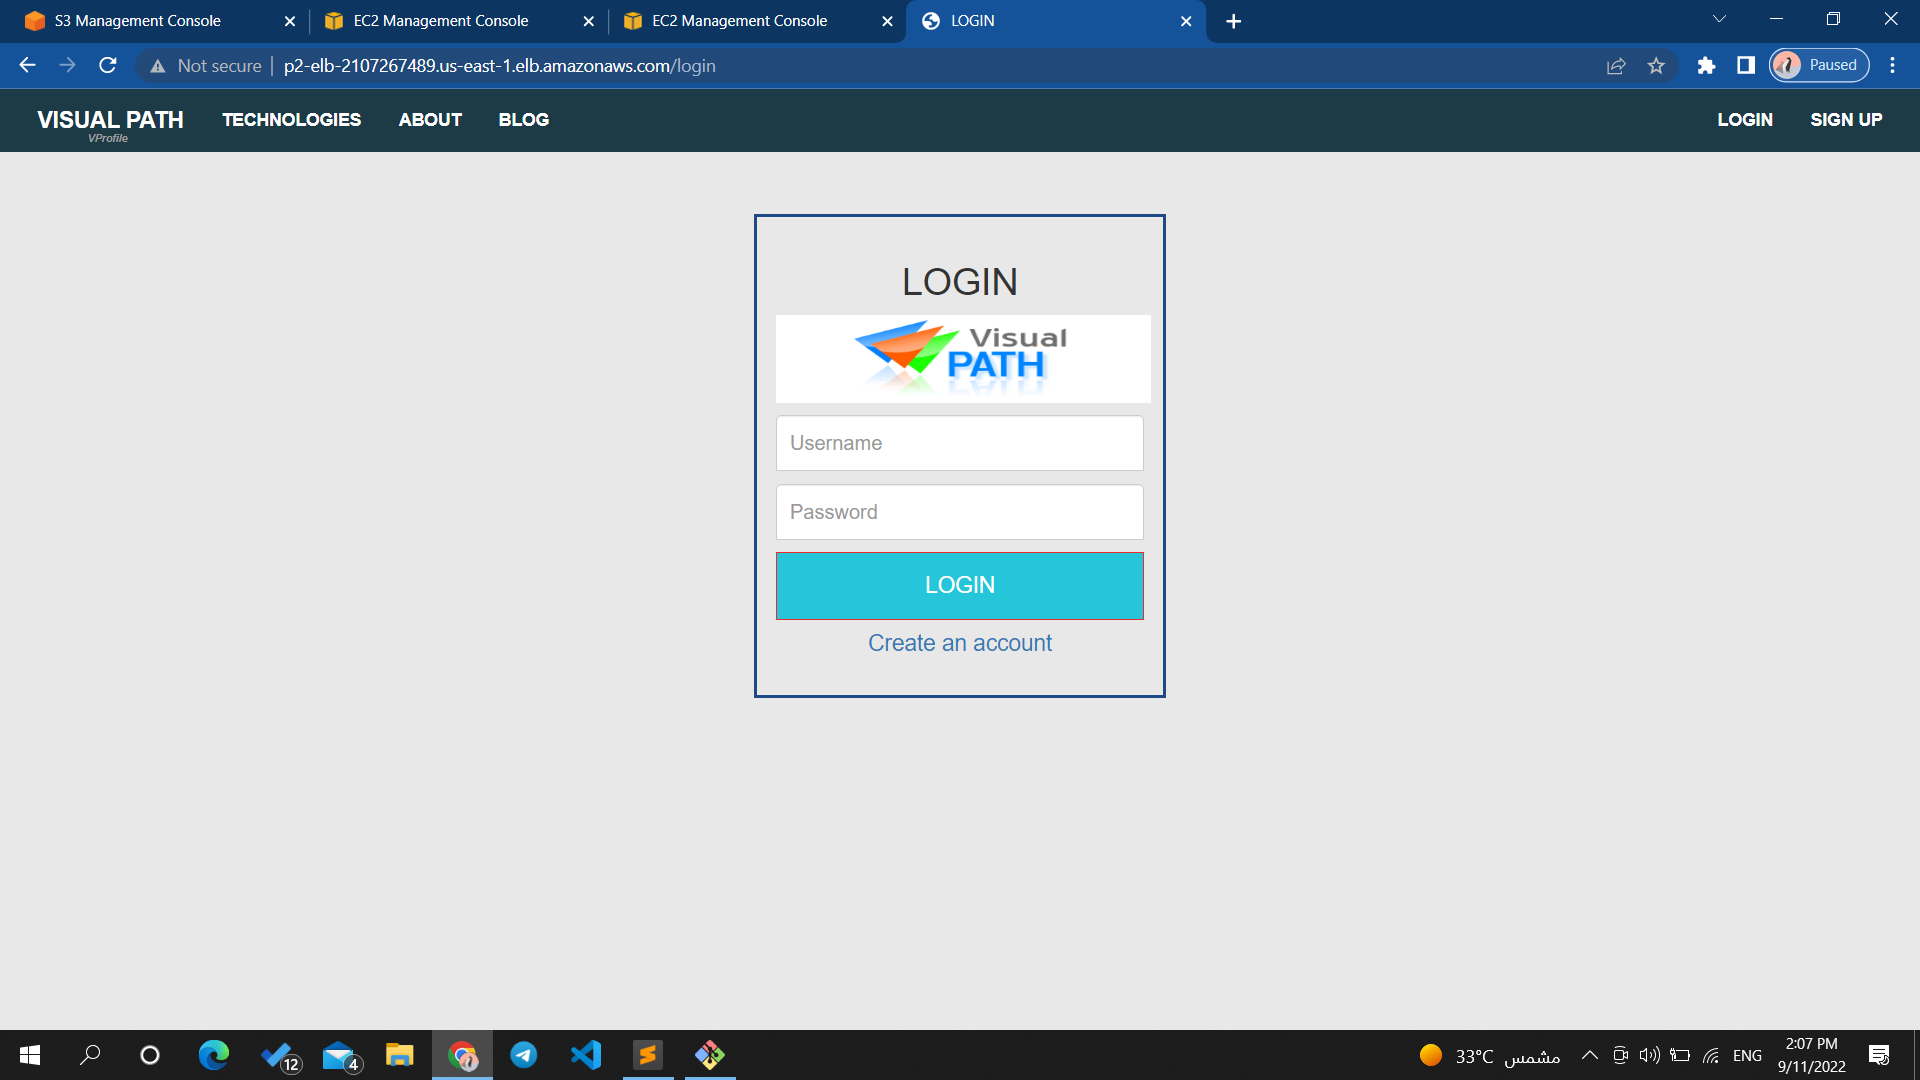 S3 Management Console
EC2 Management Console
EC2 Management Console
LOGIN
Not secure
p2-elb-2107267489.us-east-1.elb.amazonaws.com/login
Paused
VISUAL PATH
VProfile
TECHNOLOGIES
ABOUT
BLOG
LOGIN
SIGN UP
LOGIN
Visual
PATH
Username
Password
LOGIN
Create an account
12
4
33°C مشمس
ENG
2:07 PM
9/11/2022